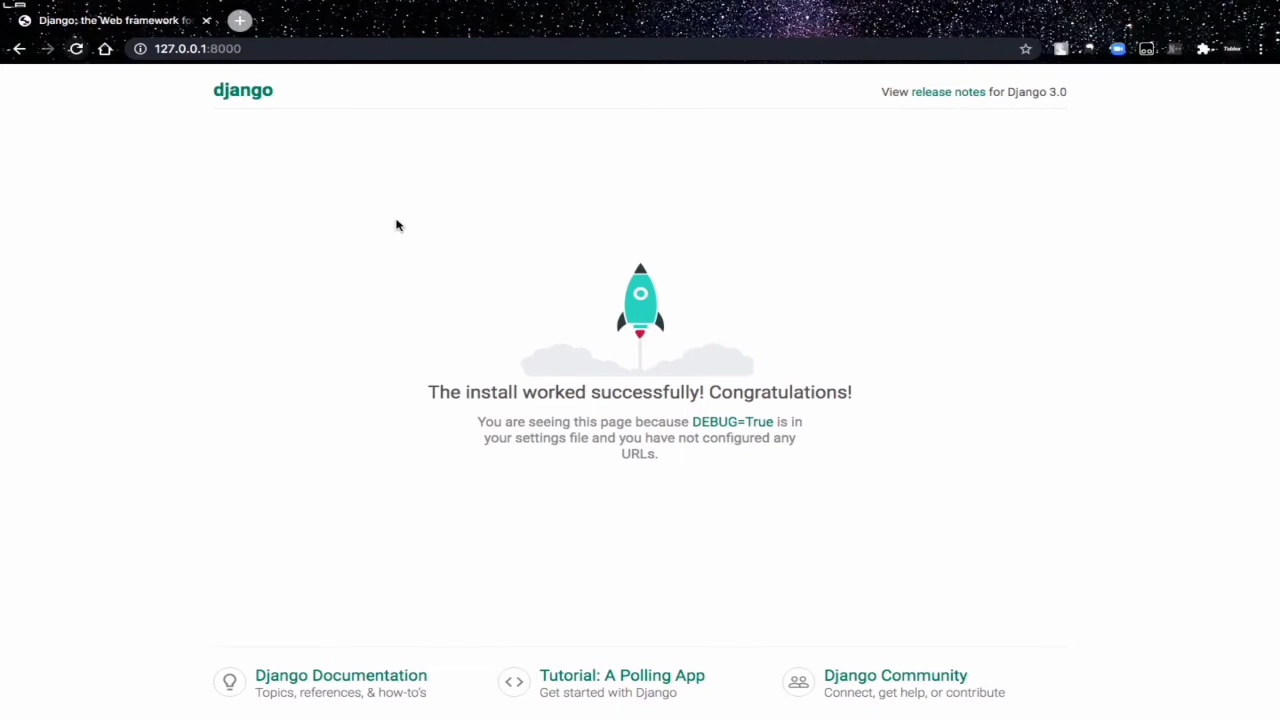 Django: the Web framework fo
127.0.0.1:8000
django
View release notes for Django 3.0
The install worked successfully! Congratulations!
You are seeing this page because DEBUG=True is in
your settings file and you have not configured any
URLs.
Django Documentation
Topics, references, & how-to's
Tutorial: A Polling App
Get started with Django
Django Community
Connect, get help, or contribute